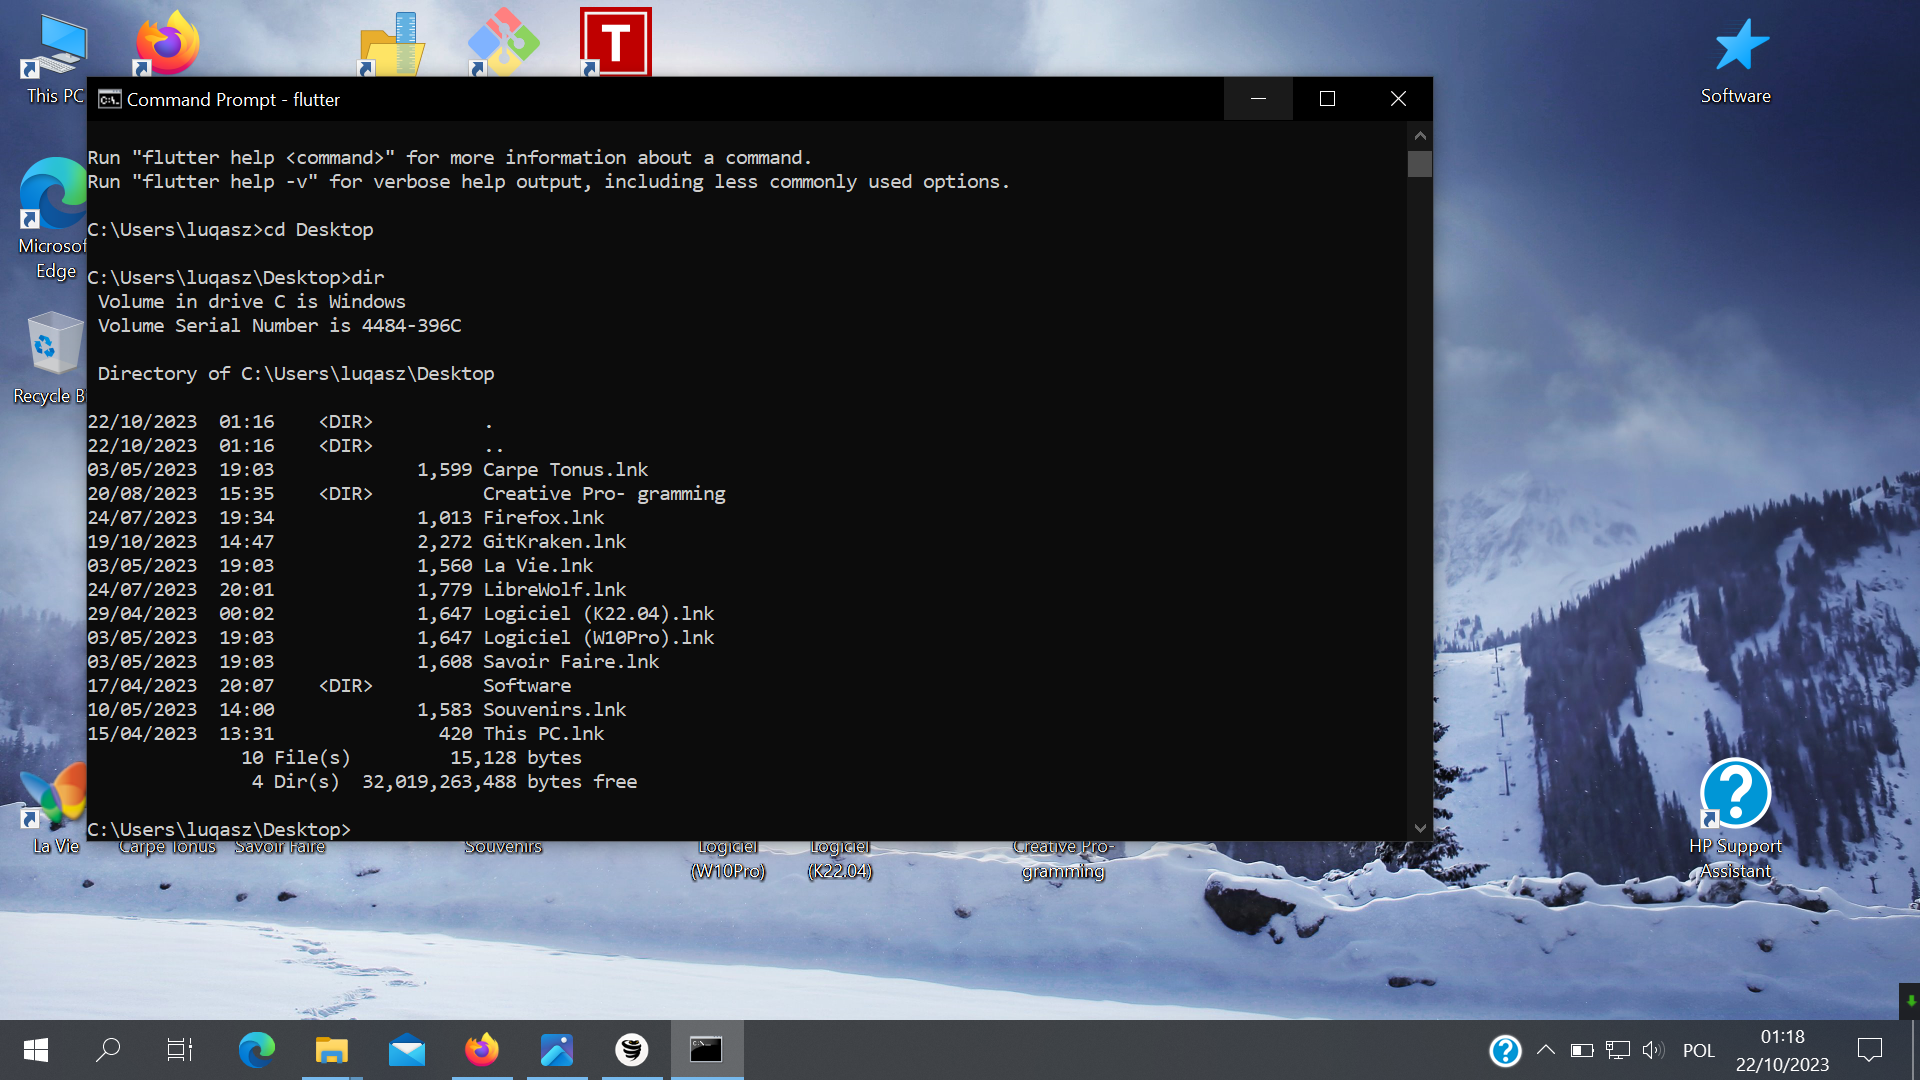 This PC
T
Software
Command Prompt - flutter
Run "flutter help <command>" for more information about a command.
Run "flutter help -v" for verbose help output, including less commonly used options.
C:\Users\luqasz>cd Desktop
C:\Users\luqasz\Desktop>dir
 Volume in drive C is Windows
 Volume Serial Number is 4484-396C
 Directory of C:\Users\luqasz\Desktop
22/10/2023  01:16    <DIR>          .
22/10/2023  01:16    <DIR>          ..
03/05/2023  19:03             1,599 Carpe Tonus.lnk
20/08/2023  15:35    <DIR>          Creative Pro- gramming
24/07/2023  19:34             1,013 Firefox.lnk
19/10/2023  14:47             2,272 GitKraken.lnk
03/05/2023  19:03             1,560 La Vie.lnk
24/07/2023  20:01             1,779 LibreWolf.lnk
29/04/2023  00:02             1,647 Logiciel (K22.04).lnk
03/05/2023  19:03             1,647 Logiciel (W10Pro).lnk
03/05/2023  19:03             1,608 Savoir Faire.lnk
17/04/2023  20:07    <DIR>          Software
10/05/2023  14:00             1,583 Souvenirs.lnk
15/04/2023  13:31               420 This PC.lnk
              10 File(s)         15,128 bytes
               4 Dir(s)  32,019,263,488 bytes free
C:\Users\luqasz\Desktop>
Microsof
Edge
Recycle B
La Vie
Carpe Tonus
Savoir Faire
Souvenirs
Logiciel
(W10Pro)
Logiciel
(K22.04)
Creative Pro-
gramming
HP Support
Assistant
POL
01:18
22/10/2023